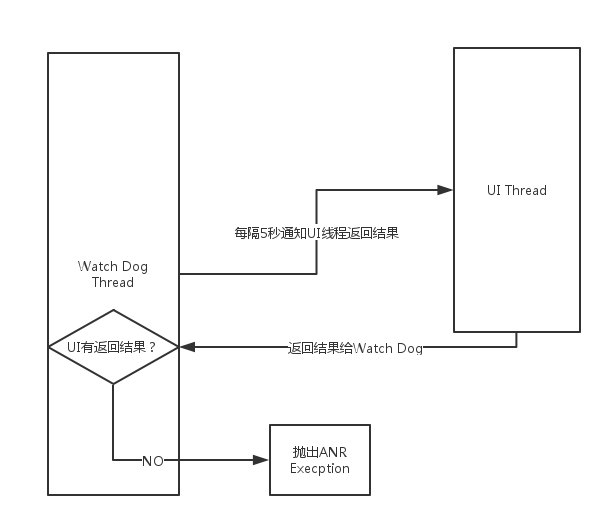 UI Thread
每隔5秒通知UI线程返回结果
Watch Dog
Thread
UI有返回结果？
返回结果给Watch Dog
NO
抛出ANR
Execption